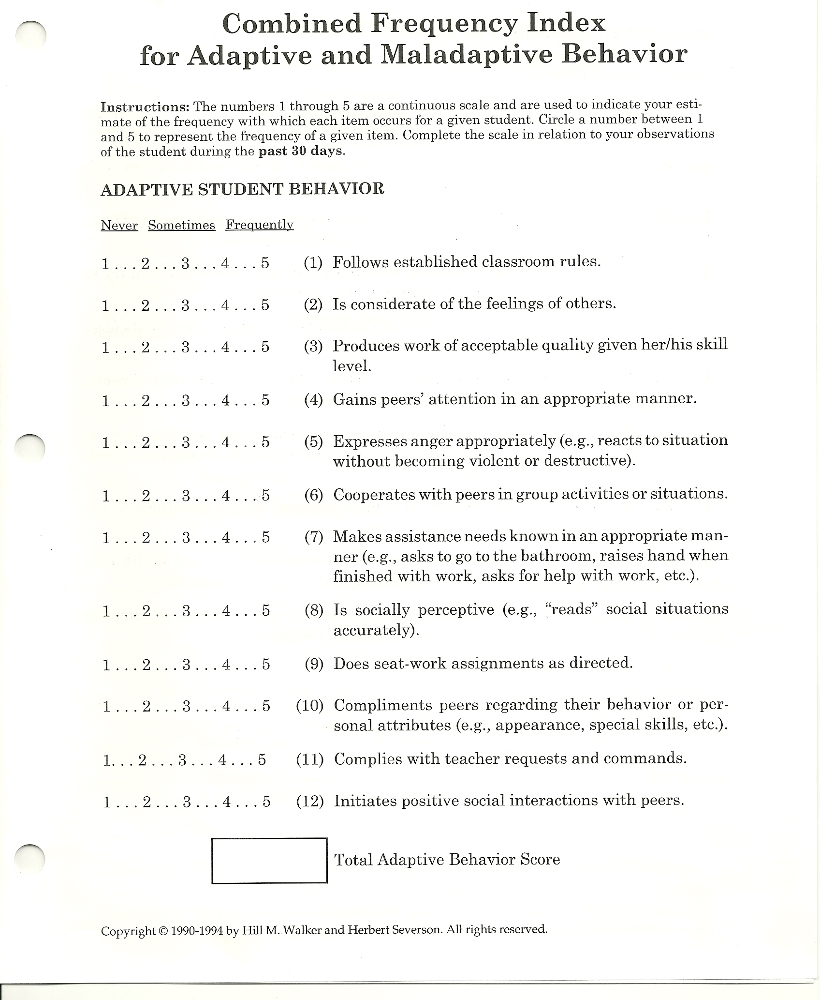 Combined Frequency Index
for Adaptive and Maladaptive Behavior
Instructions: The numbers 1 through 5 are a continuous scale and are used to indicate your esti-
mate of the frequency with which each item occurs for a given student. Circle a number between 1
and 5 to represent the frequency of a given item. Complete the scale in relation to your observations
of the student during the past 30 days.
ADAPTIVE STUDENT BEHAVIOR
Never Sometimes Frequently
1 . . . 2 . . . 3 . . . 4 . . . 5 (1) Follows established classroom rules.
1 . . . 2 . . . 3 . . . 4 . . . 5 (2) Is considerate of the feelings of others.
1 . . . 2 . . . 3 . . . 4 . . . 5 (3) Produces work of acceptable quality given her/his skill
level.
1 . . . 2 . . . 3 . . . 4 . . . 5 (4) Gains peers’ attention in an appropriate manner.
1 . . . 2 . . . 3 . . . 4 . . . 5 (5) Expresses anger appropriately (e.g., reacts to situation
without becoming violent or destructive).
1 . . . 2 . . . 3 . . . 4 . . . 5 (6) Cooperates with peers in group activities or situations.
1 . . . 2 . . . 3 . . . 4 . . . 5 (7) Makes assistance needs known in an appropriate man-
ner (e.g., asks to go to the bathroom, raises hand when
finished with work, asks for help with work, etc.).
1 . . . 2 . . . 3 . . . 4 . . . 5 (8) Is socially perceptive (e.g., “reads” social situations
accurately).
1 . . . 2 . . . 3 . . . 4 . . . 5 (9) Does seat-work assignments as directed.
1 . . . 2 . . . 3 . . . 4 . . . 5 (10) Compliments peers regarding their behavior or per-
sonal attributes (e.g., appearance, special skills, etc.).
1. . . 2 . . . 3 . . . 4 . . . 5 (11) Complies with teacher requests and commands.
1 . . . 2 . . . 3 . . . 4 . . . 5 (12) Initiates positive social interactions with peers.
Total Adaptive Behavior Score
Copyright © 1990-1994 by Hill M. Walker and Herbert Severson. All rights reserved.